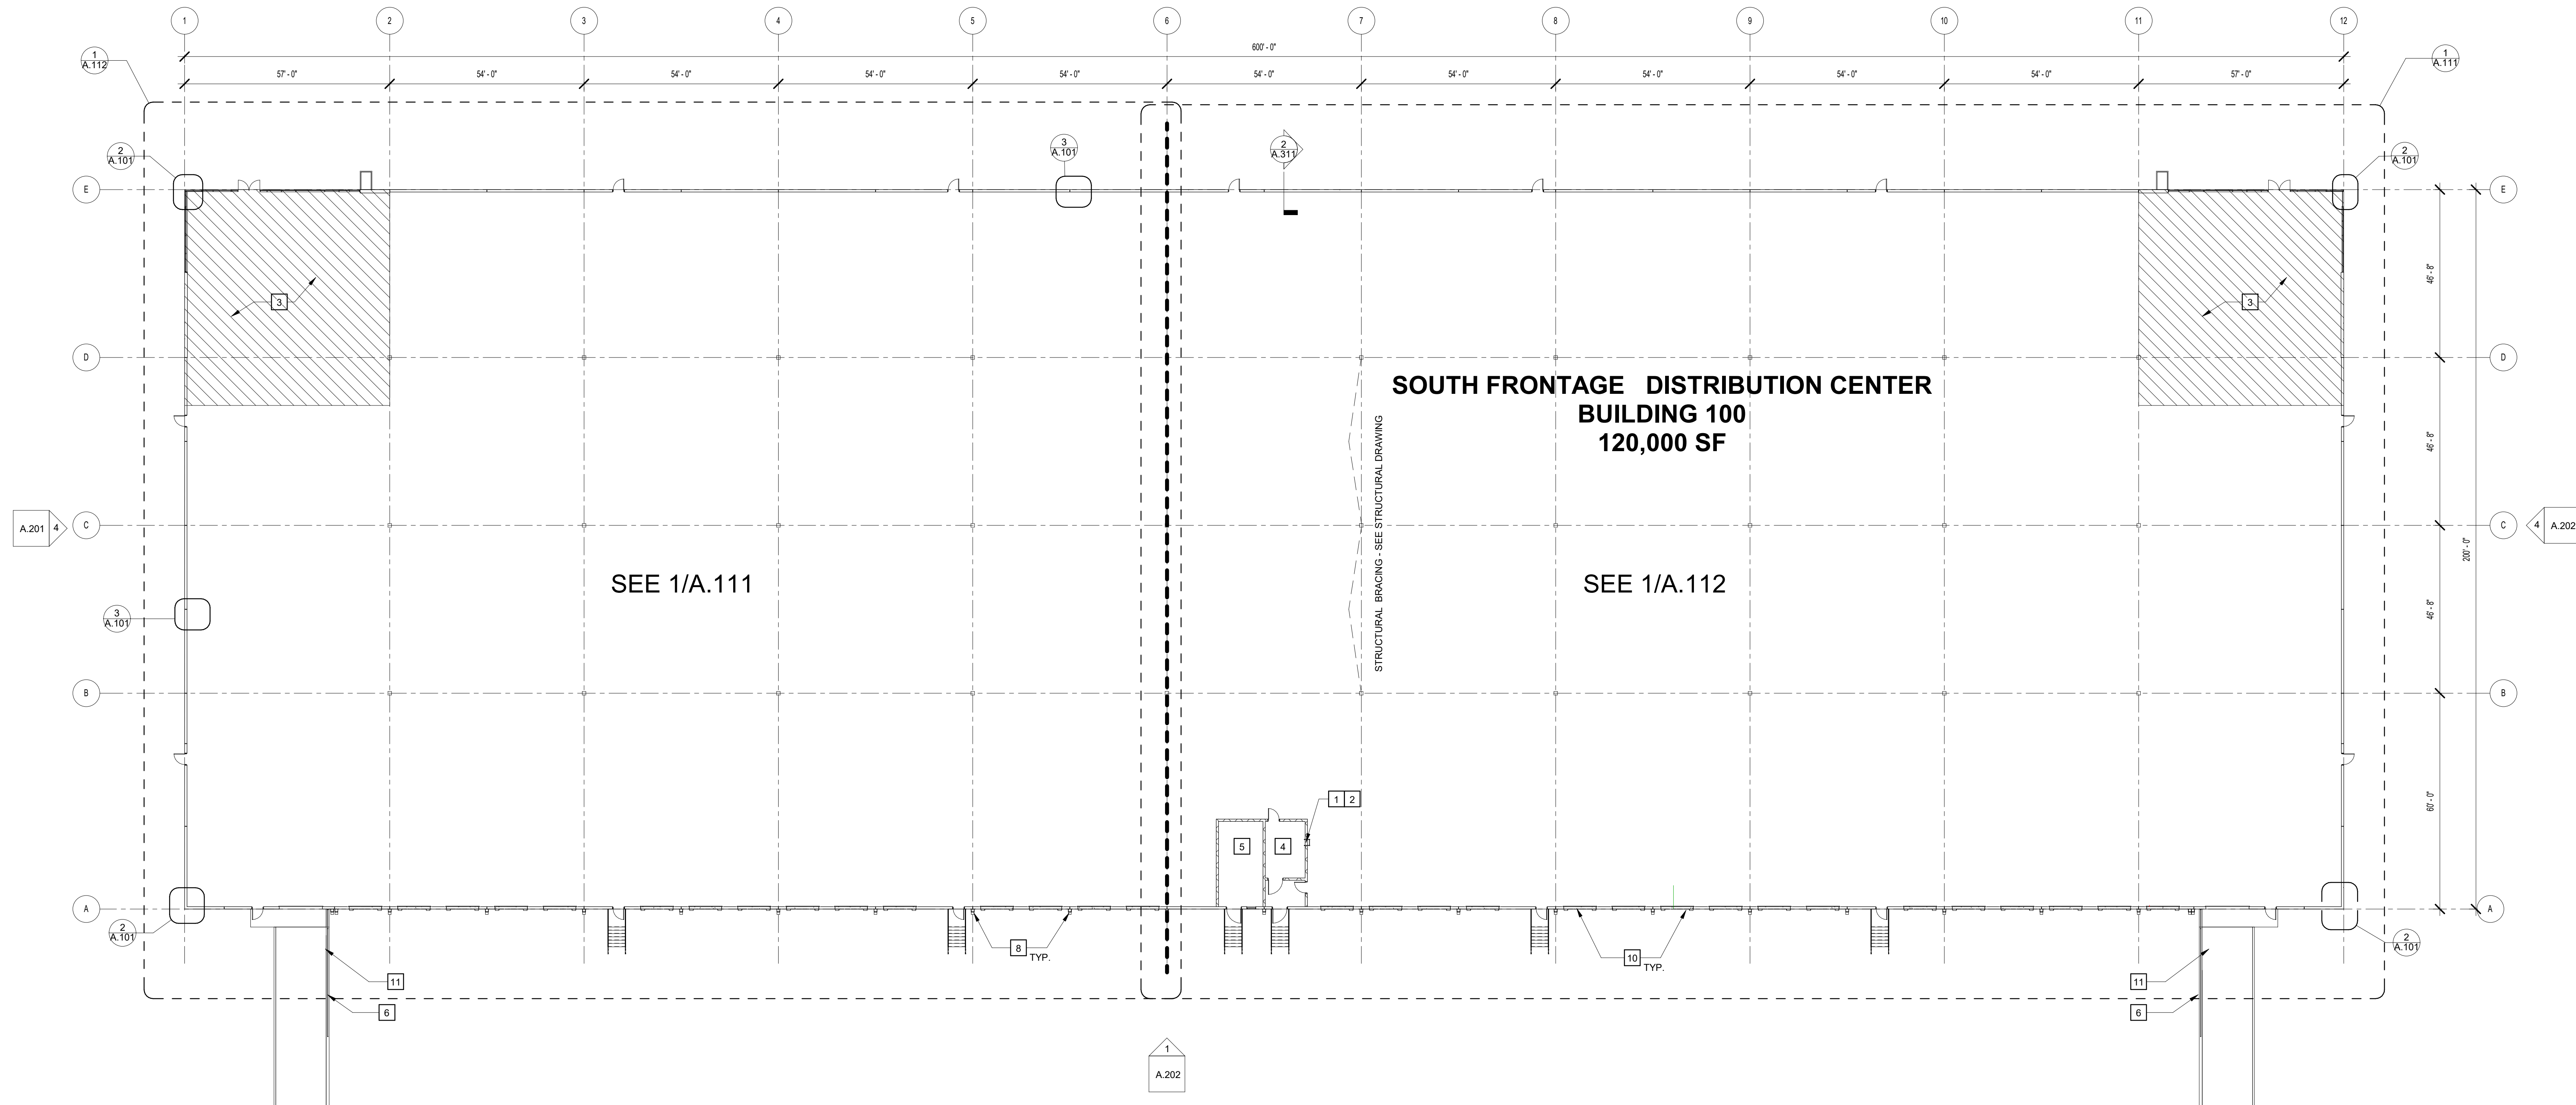 1 2 3 4 5 6 7 8 9 10 11 12
600' - 0"
1
A.112
1
A.111
57' - 0" 54' - 0" 54' - 0" 54' - 0" 54' - 0" 54' - 0" 54' - 0" 54' - 0" 54' - 0" 54' - 0" 57' - 0"
2
A.101
3
A.101
2
A.311
2
A.101
E E
46' - 8"
3 3
D D
SOUTH FRONTAGE DISTRIBUTION CENTER
BUILDING 100
120,000 SF
46' - 8"
STRUCTURAL BRACING - SEE STRUCTURAL DRAWING
A.201 4
C C
4 A.202
200' - 0"
SEE 1/A.111
SEE 1/A.112
46' - 8"
3
A.101
B B
60' - 0"
1 2
5 4
A A
2
A.101
8
TYP.
10
TYP.
2
A.101
11 11
6 6
1
A.202